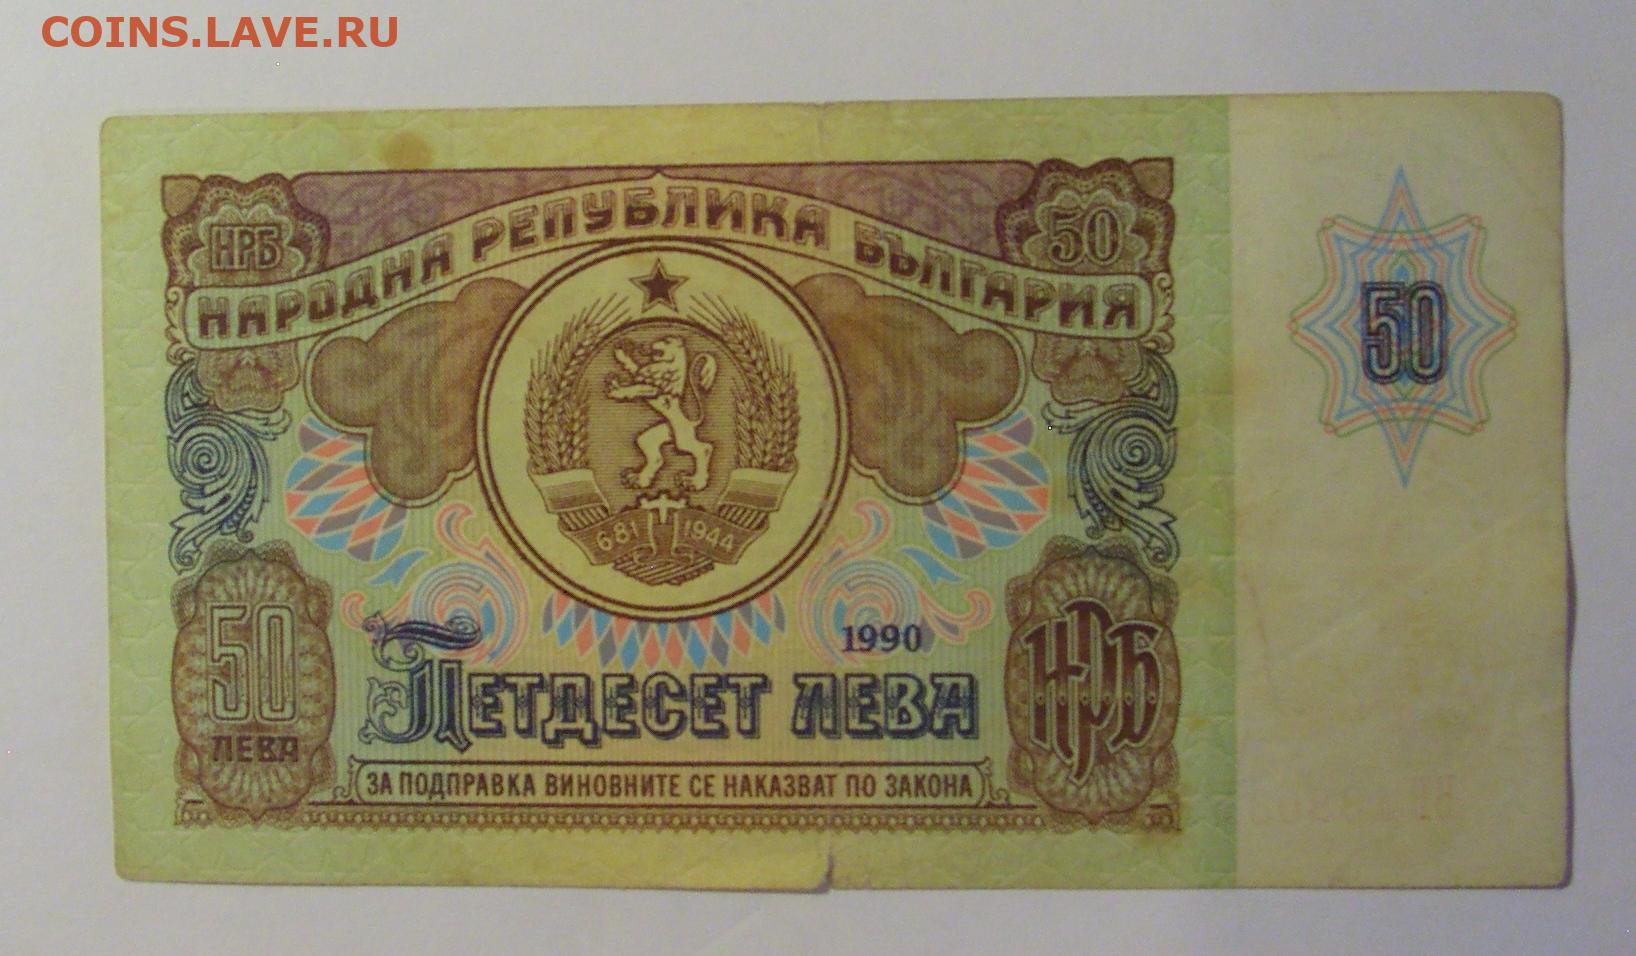 COINS.LAVE.RU
НРБ
50
НАРОДНА РЕПУБЛИКА БЪЛГАРИЯ
50
681 1944
1990
50
ЛЕВА
ПЕТДЕСЕТ ЛЕВА
НРБ
ЗА ПОДПРАВКА ВИНОВНИТЕ СЕ НАКАЗВАТ ПО ЗАКОНА